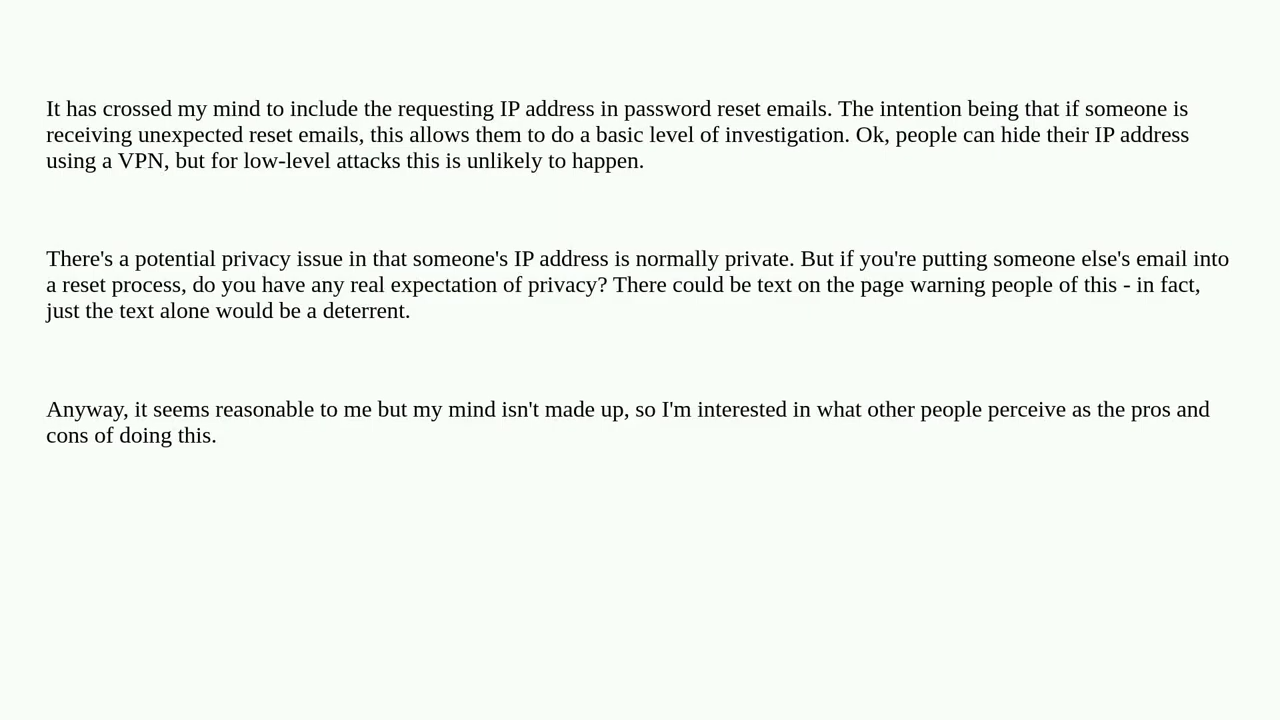 It has crossed my mind to include the requesting IP address in password reset emails. The intention being that if someone is
receiving unexpected reset emails, this allows them to do a basic level of investigation. Ok, people can hide their IP address
using a VPN, but for low-level attacks this is unlikely to happen.
There's a potential privacy issue in that someone's IP address is normally private. But if you're putting someone else's email into
a reset process, do you have any real expectation of privacy? There could be text on the page warning people of this - in fact,
just the text alone would be a deterrent.
Anyway, it seems reasonable to me but my mind isn't made up, so I'm interested in what other people perceive as the pros and
cons of doing this.